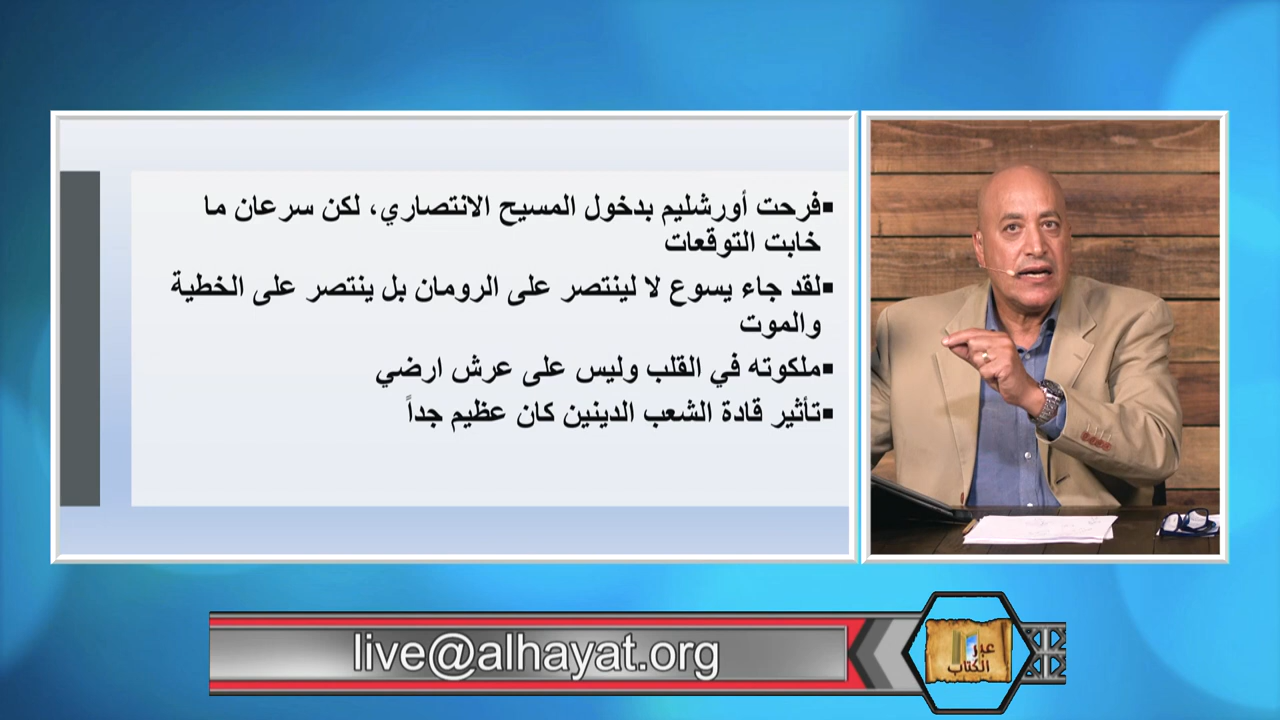 ▪فرحت أورشليم بدخول المسيح الانتصاري، لكن سرعان ما
خابت التوقعات
▪لقد جاء يسوع لا لينتصر على الرومان بل ينتصر على الخطية
والموت
▪ملكوته في القلب وليس على عرش ارضي
▪تأثير قادة الشعب الدينين كان عظيم جداً
live@alhayat.org
عبر
الكتاب